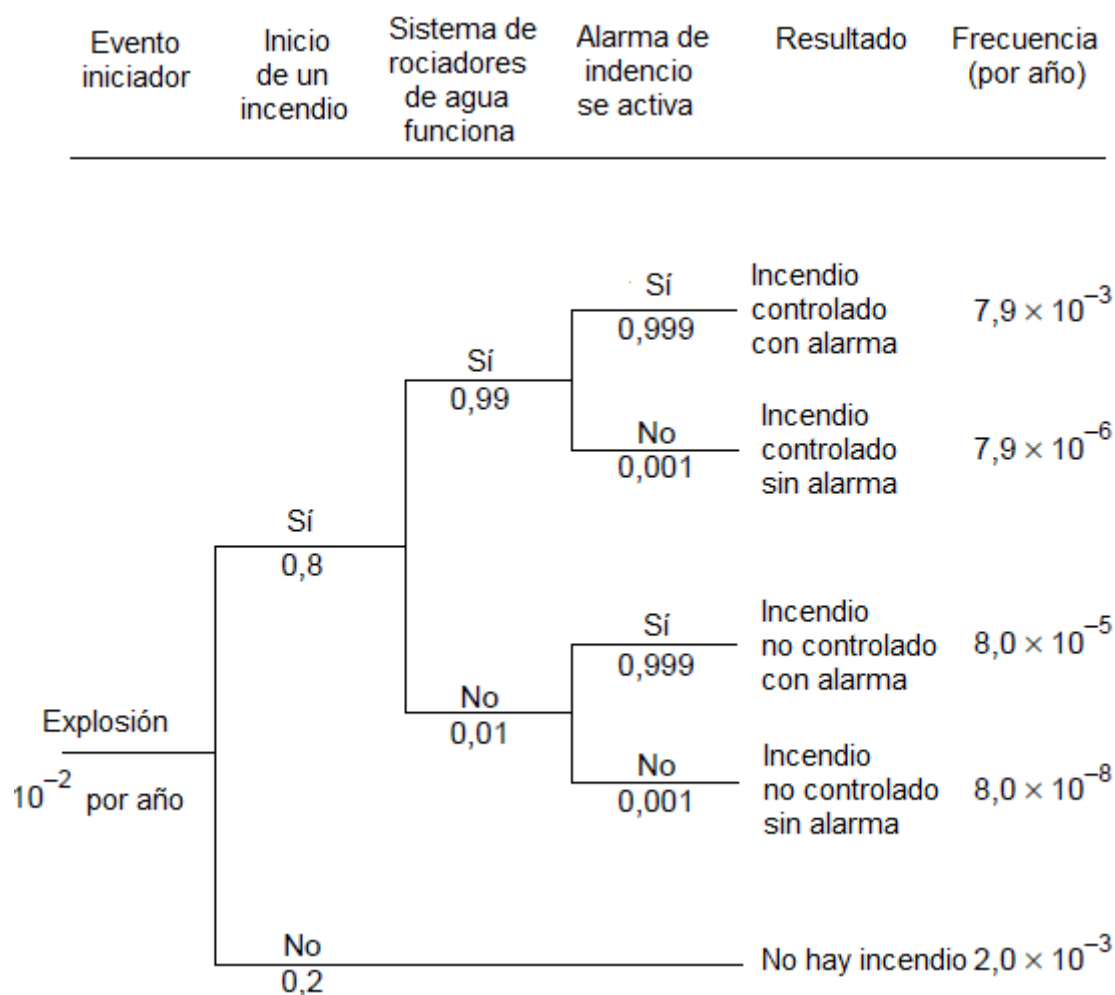 Evento
iniciador
Inicio
de un
incendio
Sistema de
rociadores
de agua
funciona
Alarma de
indencio
se activa
Resultado
Frecuencia
(por año)
Sí
0,999
Incendio
controlado
con alarma
7,9 × 10⁻³
Sí
0,99
No
0,001
Incendio
controlado
sin alarma
7,9 × 10⁻⁶
Sí
0,8
Sí
0,999
Incendio
no controlado
con alarma
8,0 × 10⁻⁵
No
0,01
Explosión
10⁻² por año
No
0,001
Incendio
no controlado
sin alarma
8,0 × 10⁻⁸
No
0,2
No hay incendio 2,0 × 10⁻³